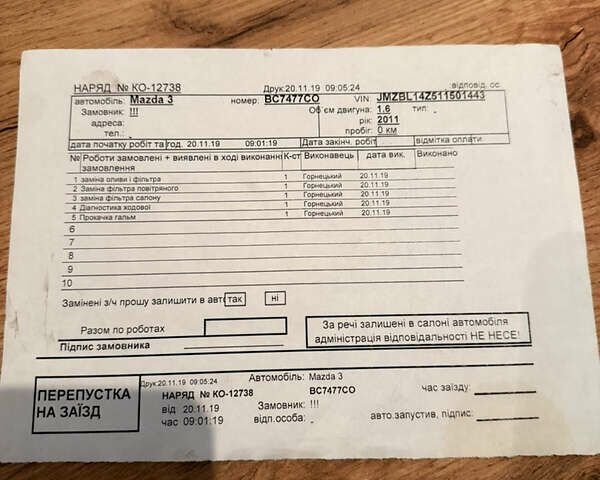 НАРЯД № КО-12738 Друк:20.11.19 09:05:24 відповід. ос.
автомобіль: Mazda 3 номер: BC7477CO VIN: JMZBL14Z511501443
Замовник: !!! Об'єм двигуна: 1.6 тип: -
адреса: рік: 2011
тел.: - пробіг: 0 км
дата початку робіт та год. 20.11.19 09:01:19 Дата закінч. робіт відмітка оплати.
№ Роботи замовлені + виявлені в ході виконання замовлення К-ст Виконавець дата вик. Виконано
1 заміна оливи і фільтра 1 Горнецький 20.11.19
2 Заміна фільтра повітряного 1 Горнецький 20.11.19
3 заміна фільтра салону 1 Горнецький 20.11.19
4 Діагностика ходової 1 Горнецький 20.11.19
5 Прокачка гальм 1 Горнецький 20.11.19
6
7
8
9
10
Замінені з/ч прошу залишити в авто так ні
Разом по роботах
За речі залишені в салоні автомобіля
адміністрація відповідальності НЕ НЕСЕ!
Підпис замовника
ПЕРЕПУСТКА
НА ЗАЇЗД
Друк:20.11.19 09:05:24 Автомобіль: Mazda 3
НАРЯД № КО-12738 BC7477CO час заїзду:
від 20.11.19 Замовник: !!!
час 09:01:19 відп.особа: - авто.запустив, підпис: